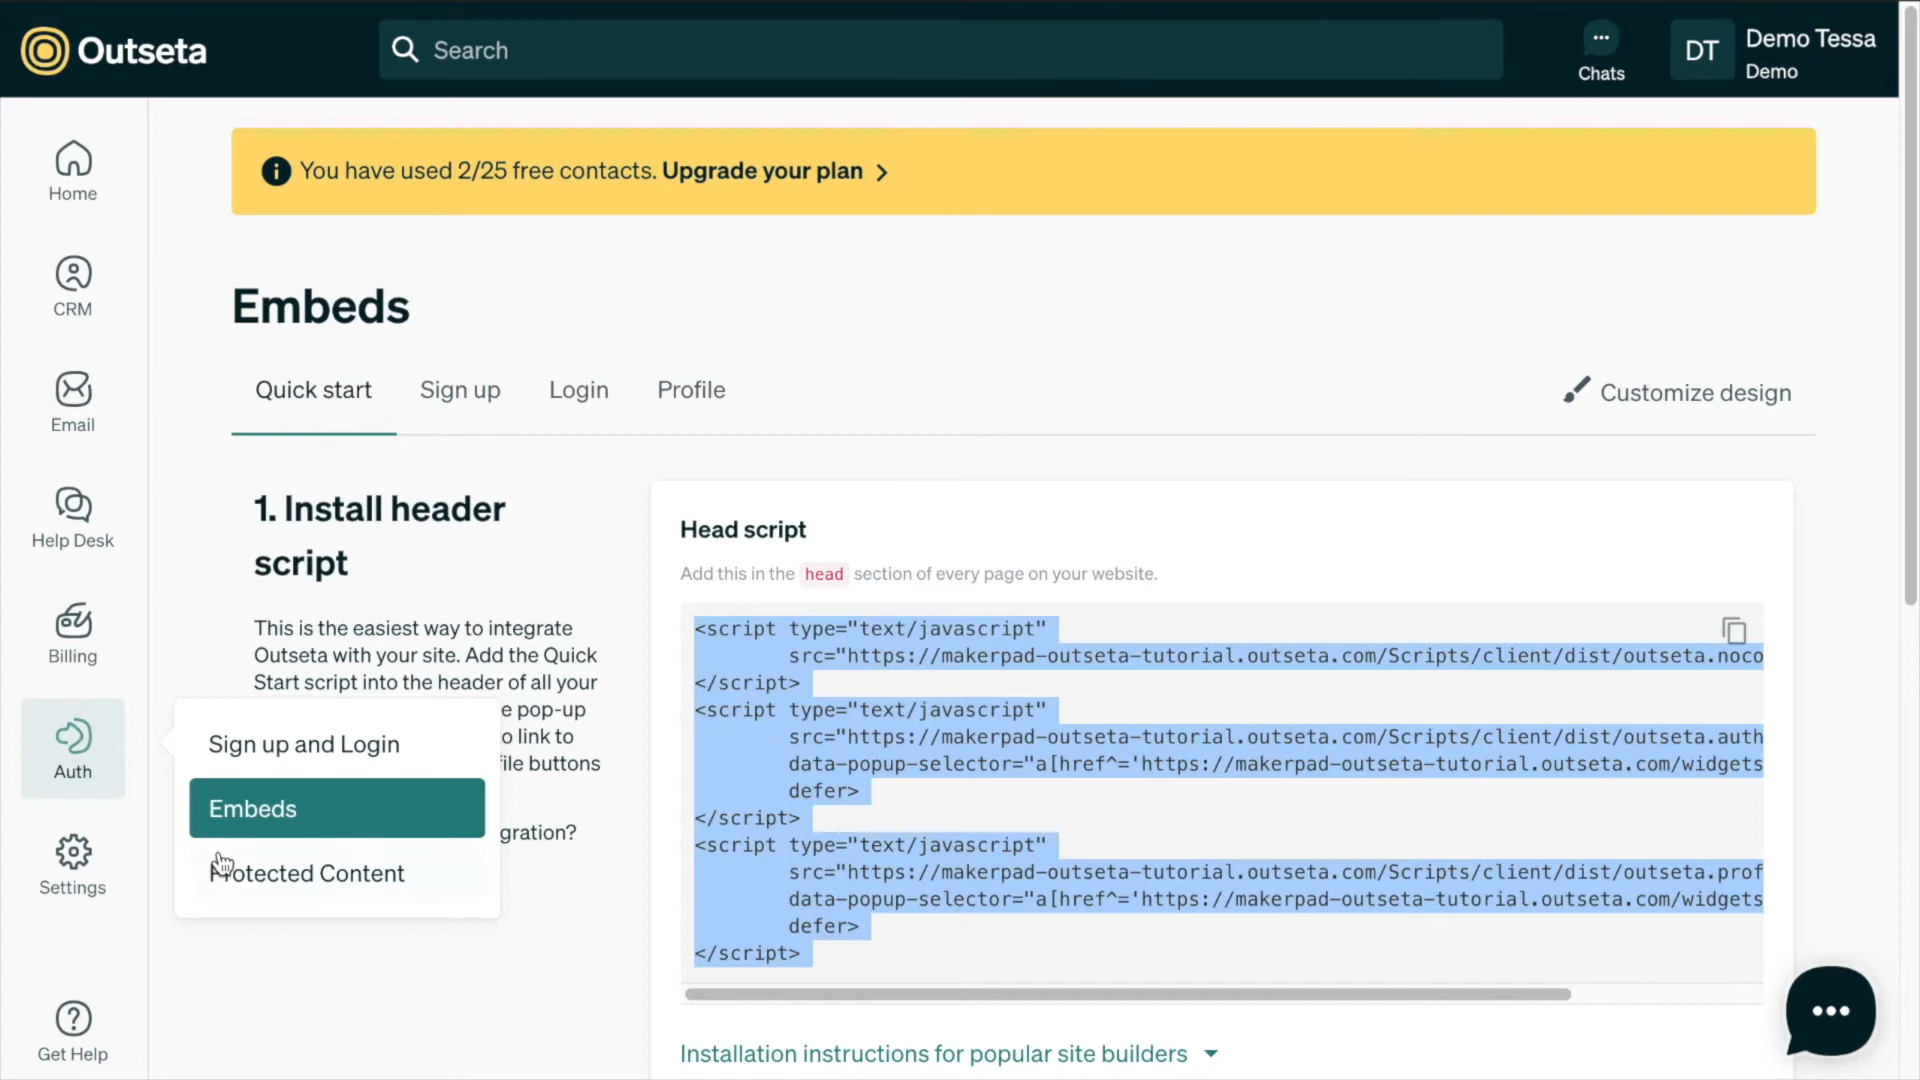 Outseta
Search
Chats
DT
Demo Tessa
Demo
Home
CRM
Email
Help Desk
Billing
Auth
Settings
Get Help
You have used 2/25 free contacts. Upgrade your plan
Embeds
Quick start
Sign up
Login
Profile
Customize design
1. Install header
script
This is the easiest way to integrate
Outseta with your site. Add the Quick
Start script into the header of all your
e pop-up
o link to
file buttons
gration?
Sign up and Login
Embeds
Protected Content
Head script
Add this in the head section of every page on your website.
<script type="text/javascript"
src="https://makerpad-outseta-tutorial.outseta.com/Scripts/client/dist/outseta.noco
</script>
<script type="text/javascript"
src="https://makerpad-outseta-tutorial.outseta.com/Scripts/client/dist/outseta.auth
data-popup-selector="a[href^='https://makerpad-outseta-tutorial.outseta.com/widgets
defer>
</script>
<script type="text/javascript"
src="https://makerpad-outseta-tutorial.outseta.com/Scripts/client/dist/outseta.prof
data-popup-selector="a[href^='https://makerpad-outseta-tutorial.outseta.com/widgets
defer>
</script>
Installation instructions for popular site builders